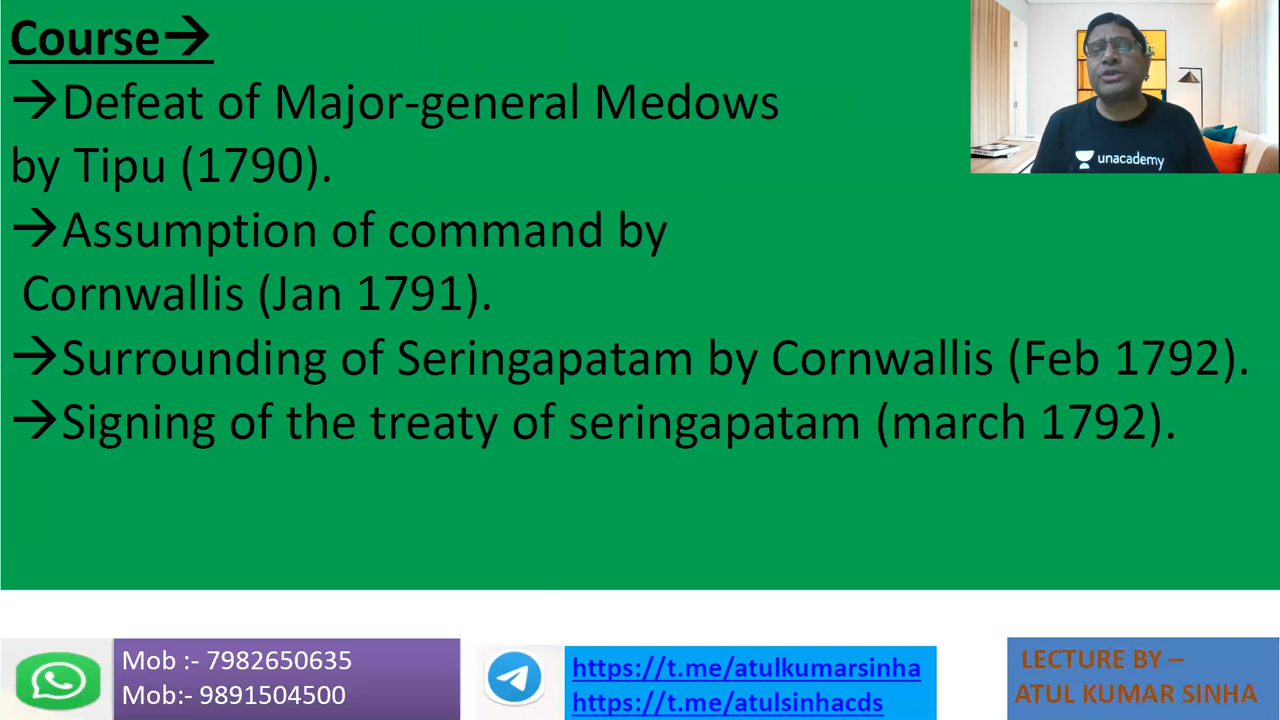 Course→
→Defeat of Major-general Medows
by Tipu (1790).
→Assumption of command by
Cornwallis (Jan 1791).
→Surrounding of Seringapatam by Cornwallis (Feb 1792).
→Signing of the treaty of seringapatam (march 1792).
unacademy
Mob :- 7982650635
Mob:- 9891504500
https://t.me/atulkumarsinha
https://t.me/atulsinhacds
LECTURE BY –
ATUL KUMAR SINHA